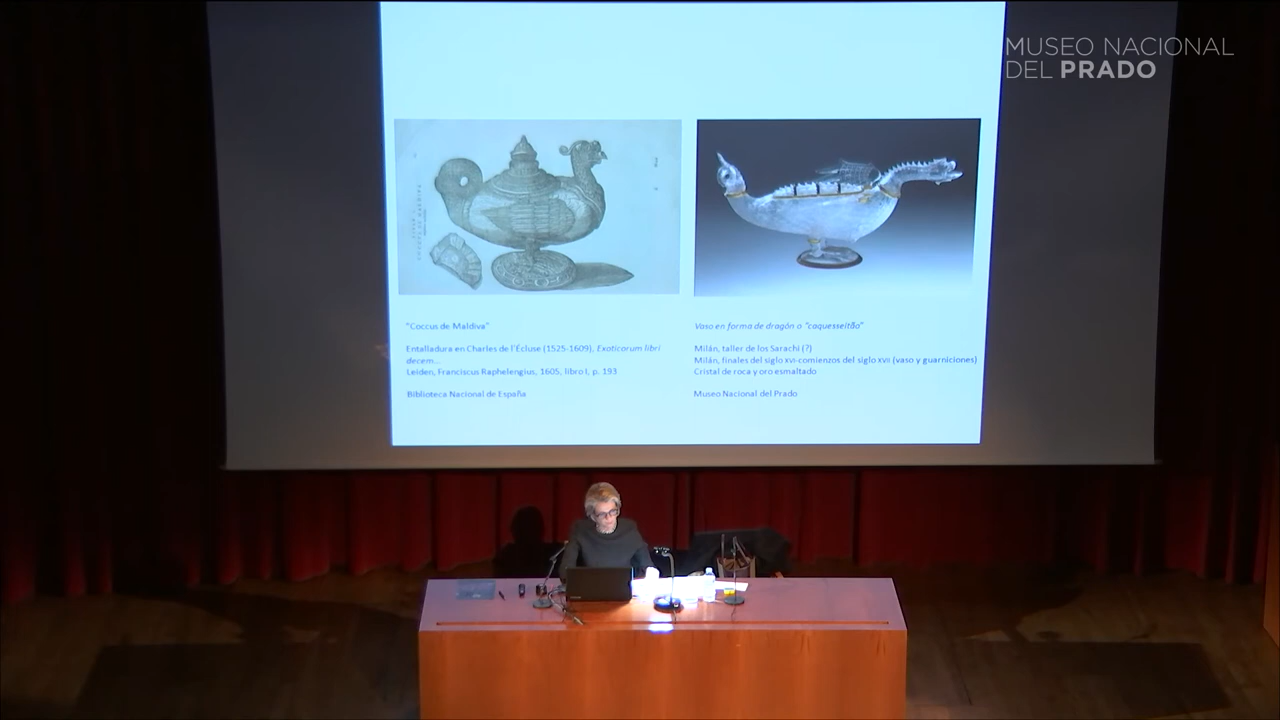 MUSEO NACIONAL
DEL PRADO
"Coccus de Maldiva"
Entalladura en Charles de l'Écluse (1525-1609), Exoticorum libri
decem...
Leiden, Franciscus Raphelengius, 1605, libro I, p. 193
Biblioteca Nacional de España
Vaso en forma de dragón o "caquesseitão"
Milán, taller de los Sarachi (?)
Milán, finales del siglo XVI-comienzos del siglo XVII (vaso y guarniciones)
Cristal de roca y oro esmaltado
Museo Nacional del Prado